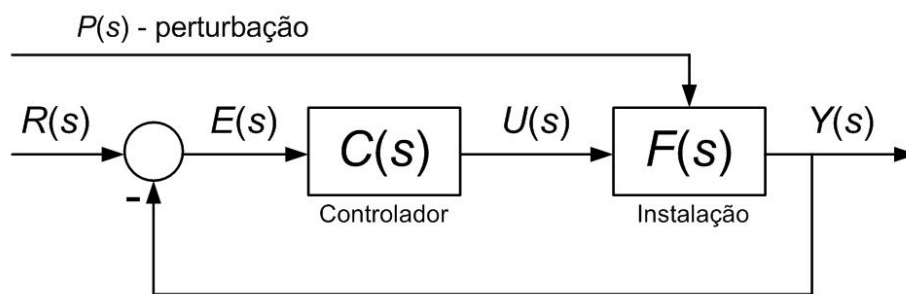 P(s) - perturbação
R(s)
E(s)
C(s)
U(s)
F(s)
Y(s)
-
Controlador
Instalação